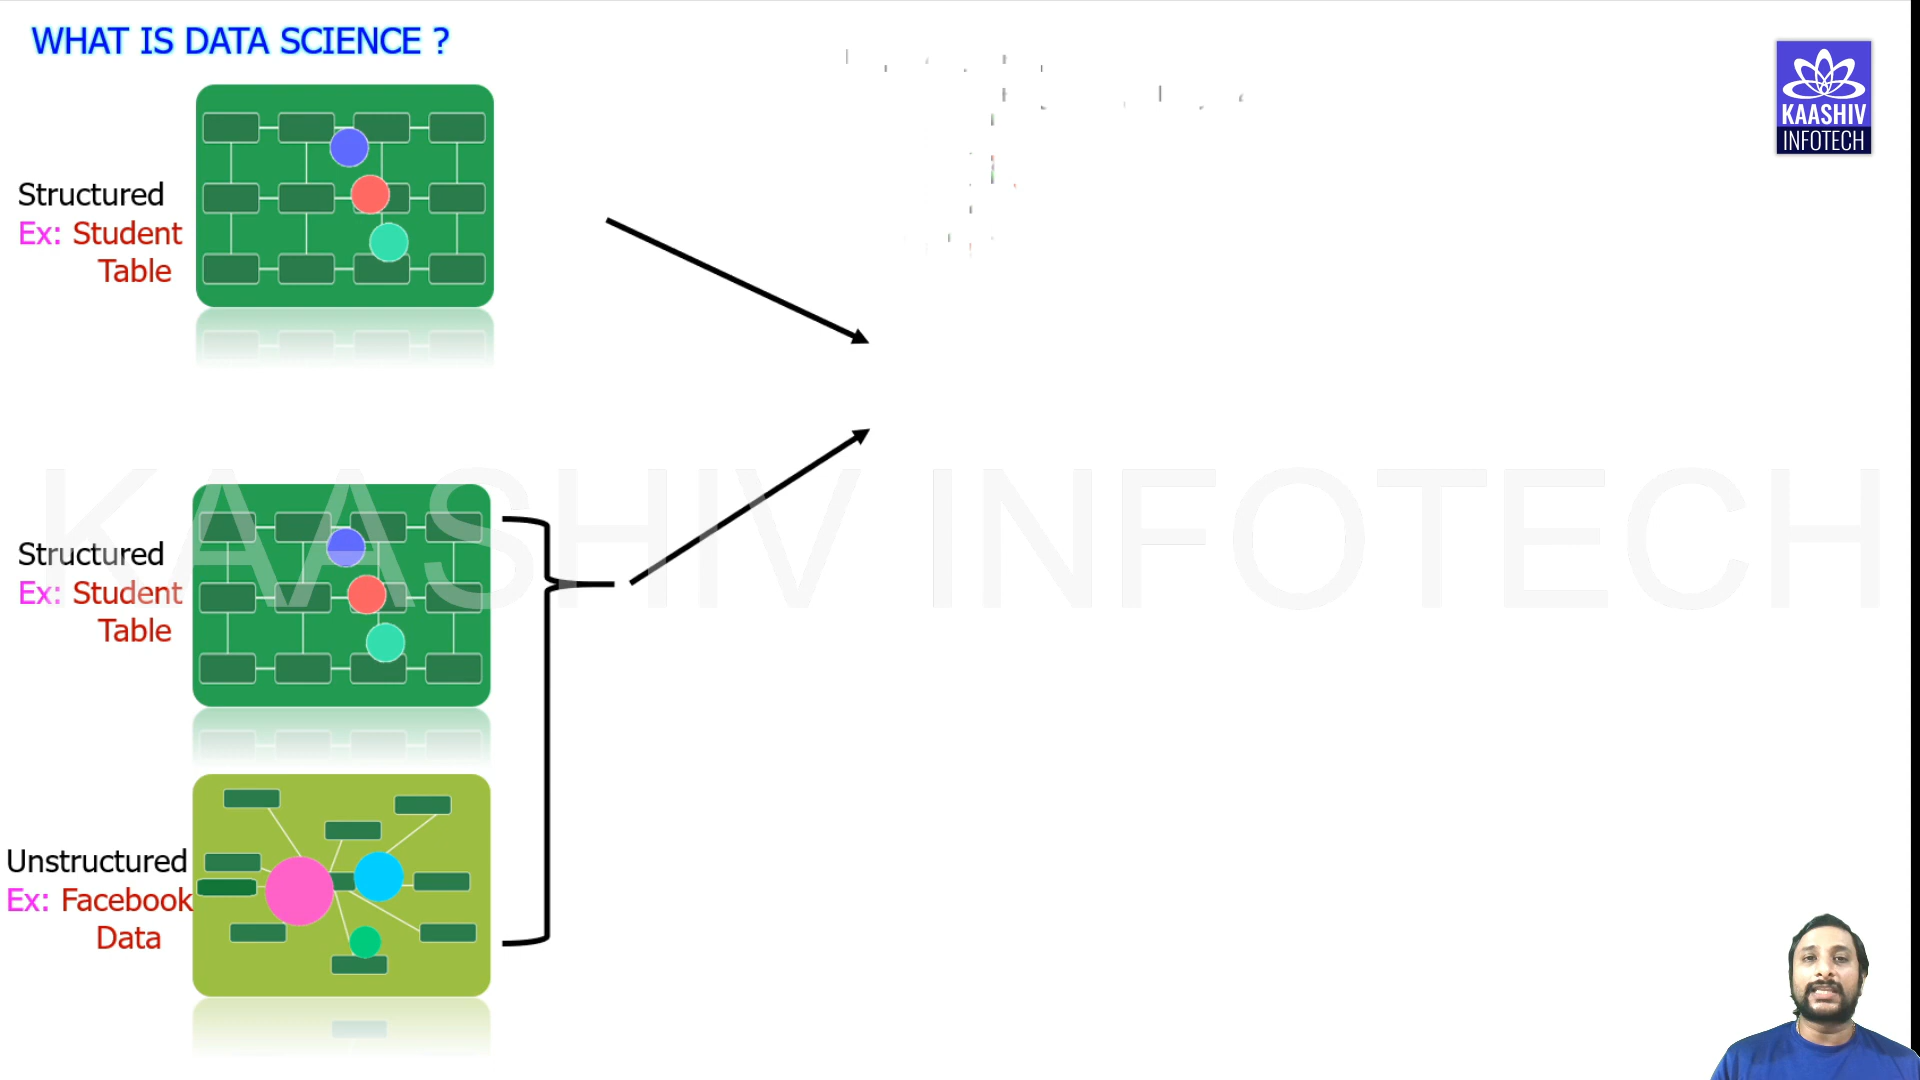 WHAT IS DATA SCIENCE ?
KAASHIV
INFOTECH
Structured
Ex: Student
Table
KAASHIV INFOTECH
Structured
Ex: Student
Table
Unstructured
Ex: Facebook
Data